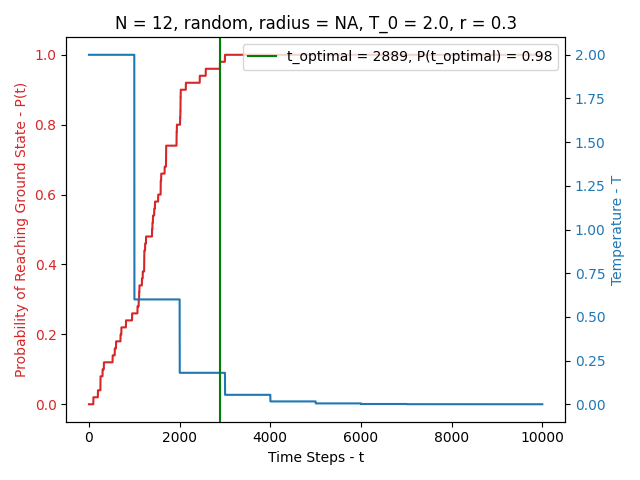 N = 12, random, radius = NA, T_0 = 2.0, r = 0.3
t_optimal = 2889, P(t_optimal) = 0.98
Probability of Reaching Ground State - P(t)
1.0
0.8
0.6
0.4
0.2
0.0
2.00
1.75
1.50
1.25
1.00
0.75
0.50
0.25
0.00
Temperature - T
0 2000 4000 6000 8000 10000
Time Steps - t